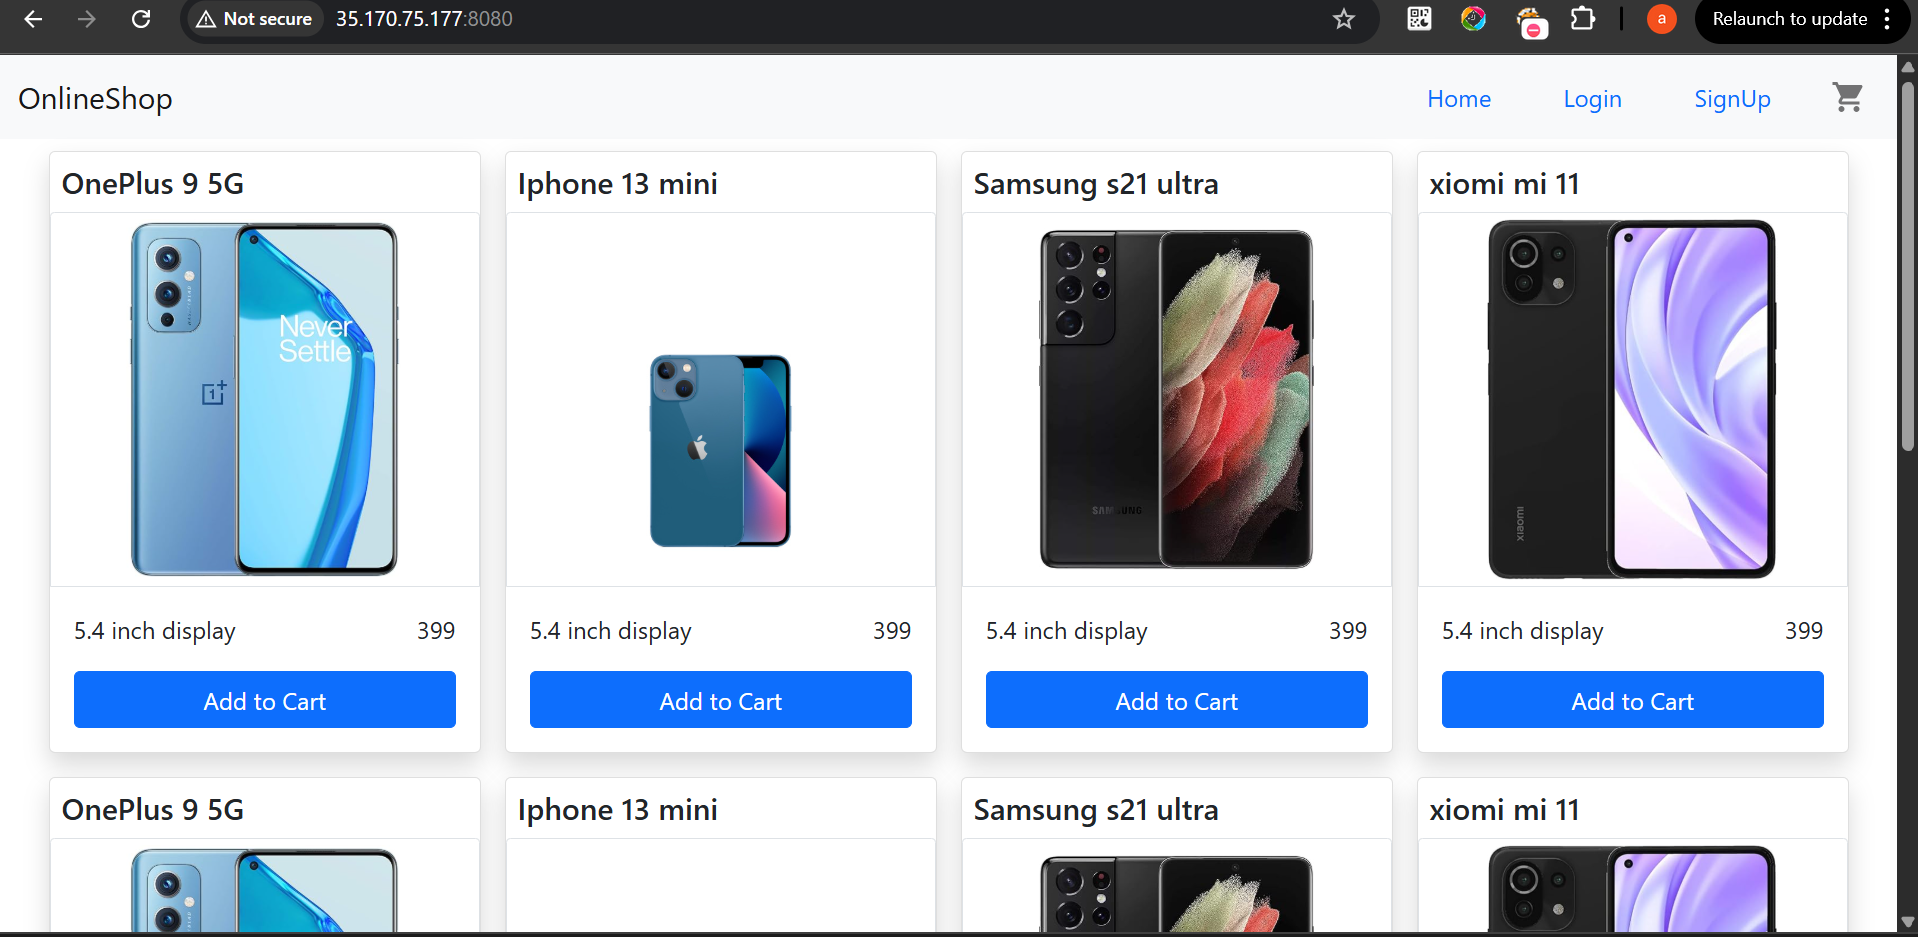 Not secure 35.170.75.177:8080
a
Relaunch to update
OnlineShop
Home Login SignUp
OnePlus 9 5G Iphone 13 mini Samsung s21 ultra xiomi mi 11
Never
Settle
SAMSUNG
xiaomi
5.4 inch display 399 5.4 inch display 399 5.4 inch display 399 5.4 inch display 399
Add to Cart Add to Cart Add to Cart Add to Cart
OnePlus 9 5G Iphone 13 mini Samsung s21 ultra xiomi mi 11